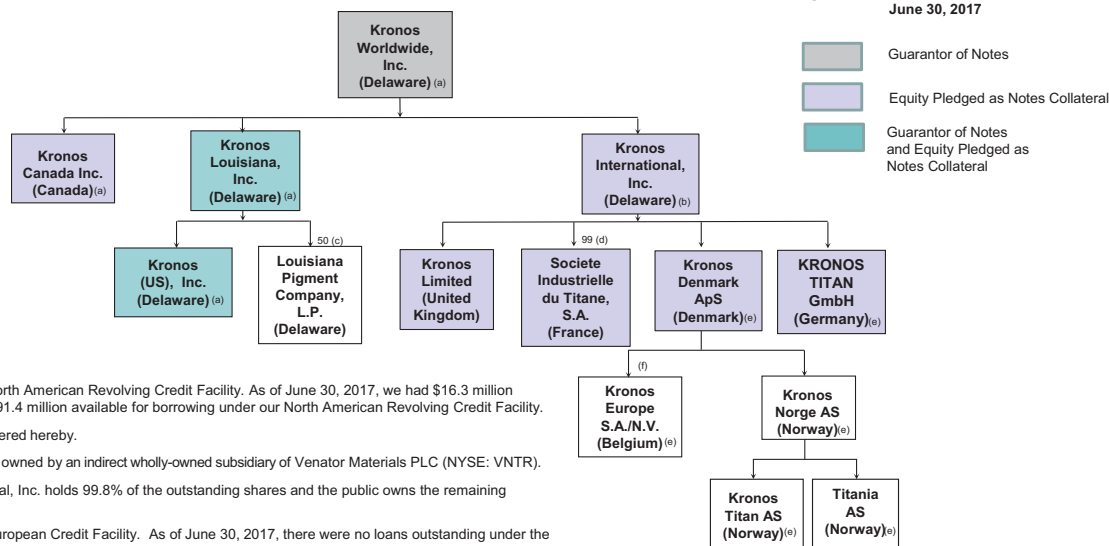 June 30, 2017
Guarantor of Notes
Equity Pledged as Notes Collateral
Guarantor of Notes
and Equity Pledged as
Notes Collateral
Kronos
Worldwide,
Inc.
(Delaware) (a)
Kronos
Canada Inc.
(Canada) (a)
Kronos
Louisiana,
Inc.
(Delaware) (a)
Kronos
International,
Inc.
(Delaware) (b)
Kronos
(US), Inc.
(Delaware) (a)
50 (c)
Louisiana
Pigment
Company,
L.P.
(Delaware)
Kronos
Limited
(United
Kingdom)
99 (d)
Societe
Industrielle
du Titane,
S.A.
(France)
Kronos
Denmark
ApS
(Denmark) (e)
KRONOS
TITAN
GmbH
(Germany) (e)
(f)
Kronos
Europe
S.A./N.V.
(Belgium) (e)
Kronos
Norge AS
(Norway) (e)
Kronos
Titan AS
(Norway) (e)
Titania
AS
(Norway) (e)
orth American Revolving Credit Facility. As of June 30, 2017, we had $16.3 million
91.4 million available for borrowing under our North American Revolving Credit Facility.
ered hereby.
owned by an indirect wholly-owned subsidiary of Venator Materials PLC (NYSE: VNTR).
al, Inc. holds 99.8% of the outstanding shares and the public owns the remaining
uropean Credit Facility. As of June 30, 2017, there were no loans outstanding under the